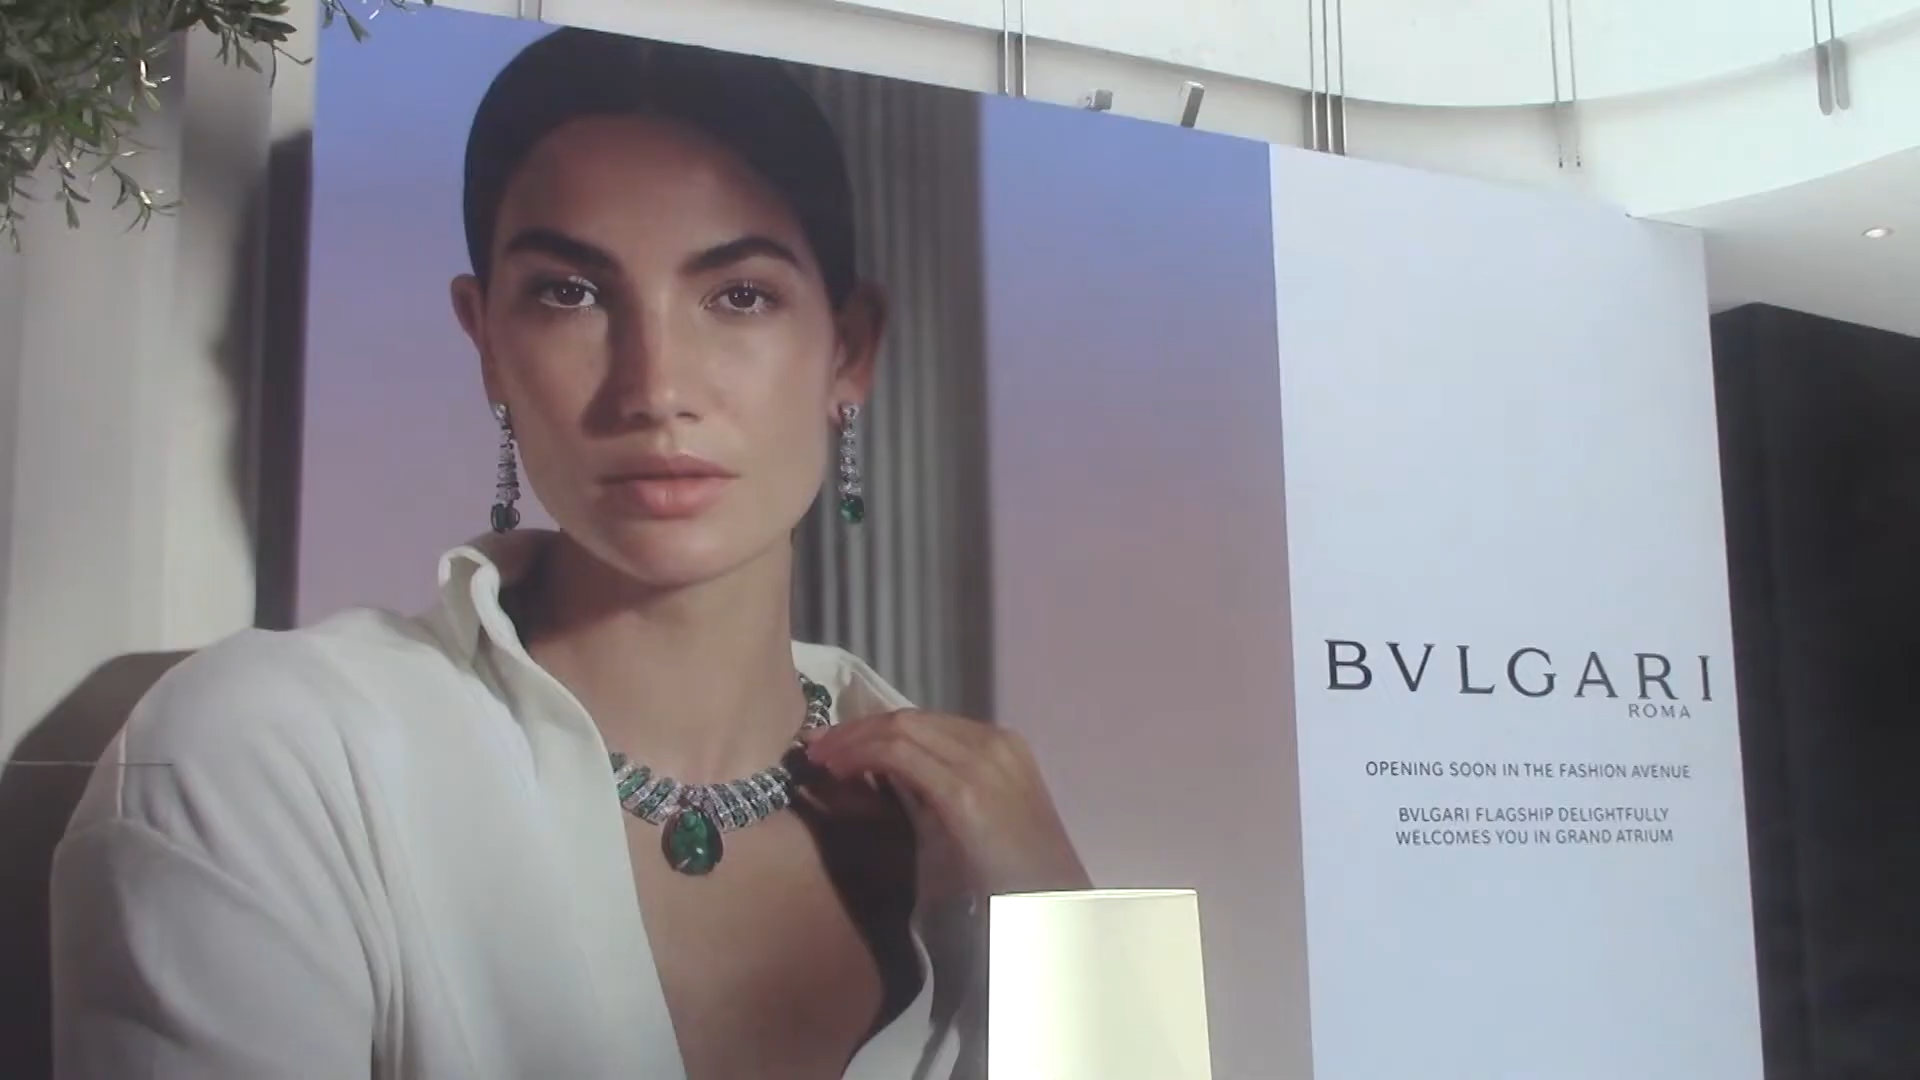 BVLGARI
ROMA
OPENING SOON IN THE FASHION AVENUE
BVLGARI FLAGSHIP DELIGHTFULLY
WELCOMES YOU IN GRAND ATRIUM